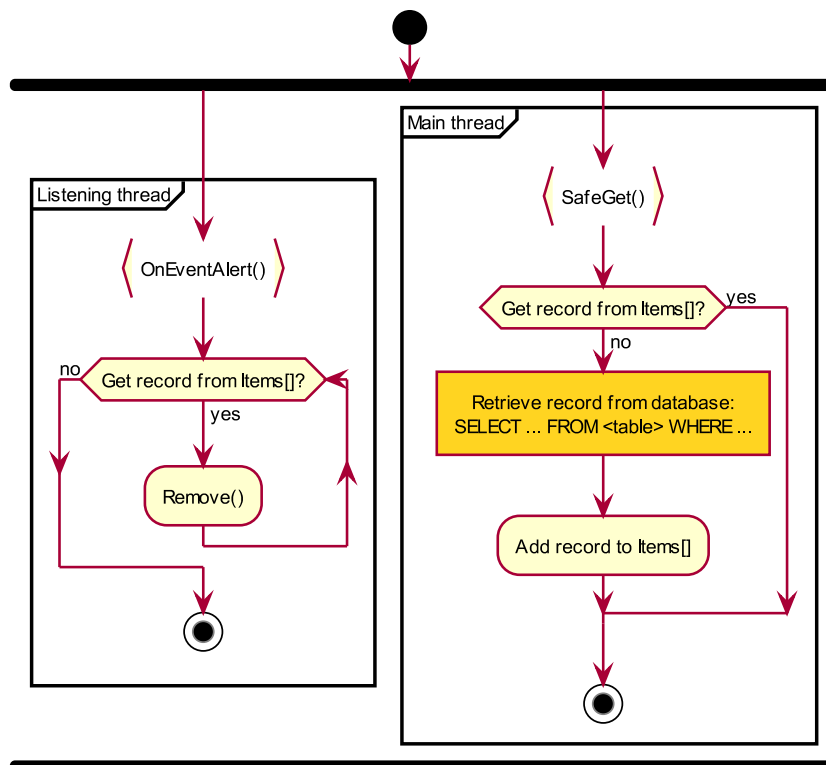 Listening thread
OnEventAlert()
Get record from Items[]?
no
yes
Remove()
Main thread
SafeGet()
Get record from Items[]?
yes
no
Retrieve record from database:
SELECT ... FROM <table> WHERE ...
Add record to Items[]